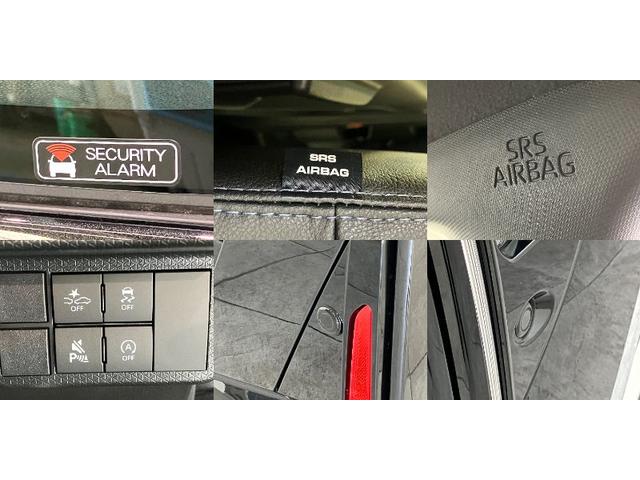 SECURITY
ALARM
SRS
AIRBAG
SRS
AIRBAG
OFF
OFF
P
A
OFF